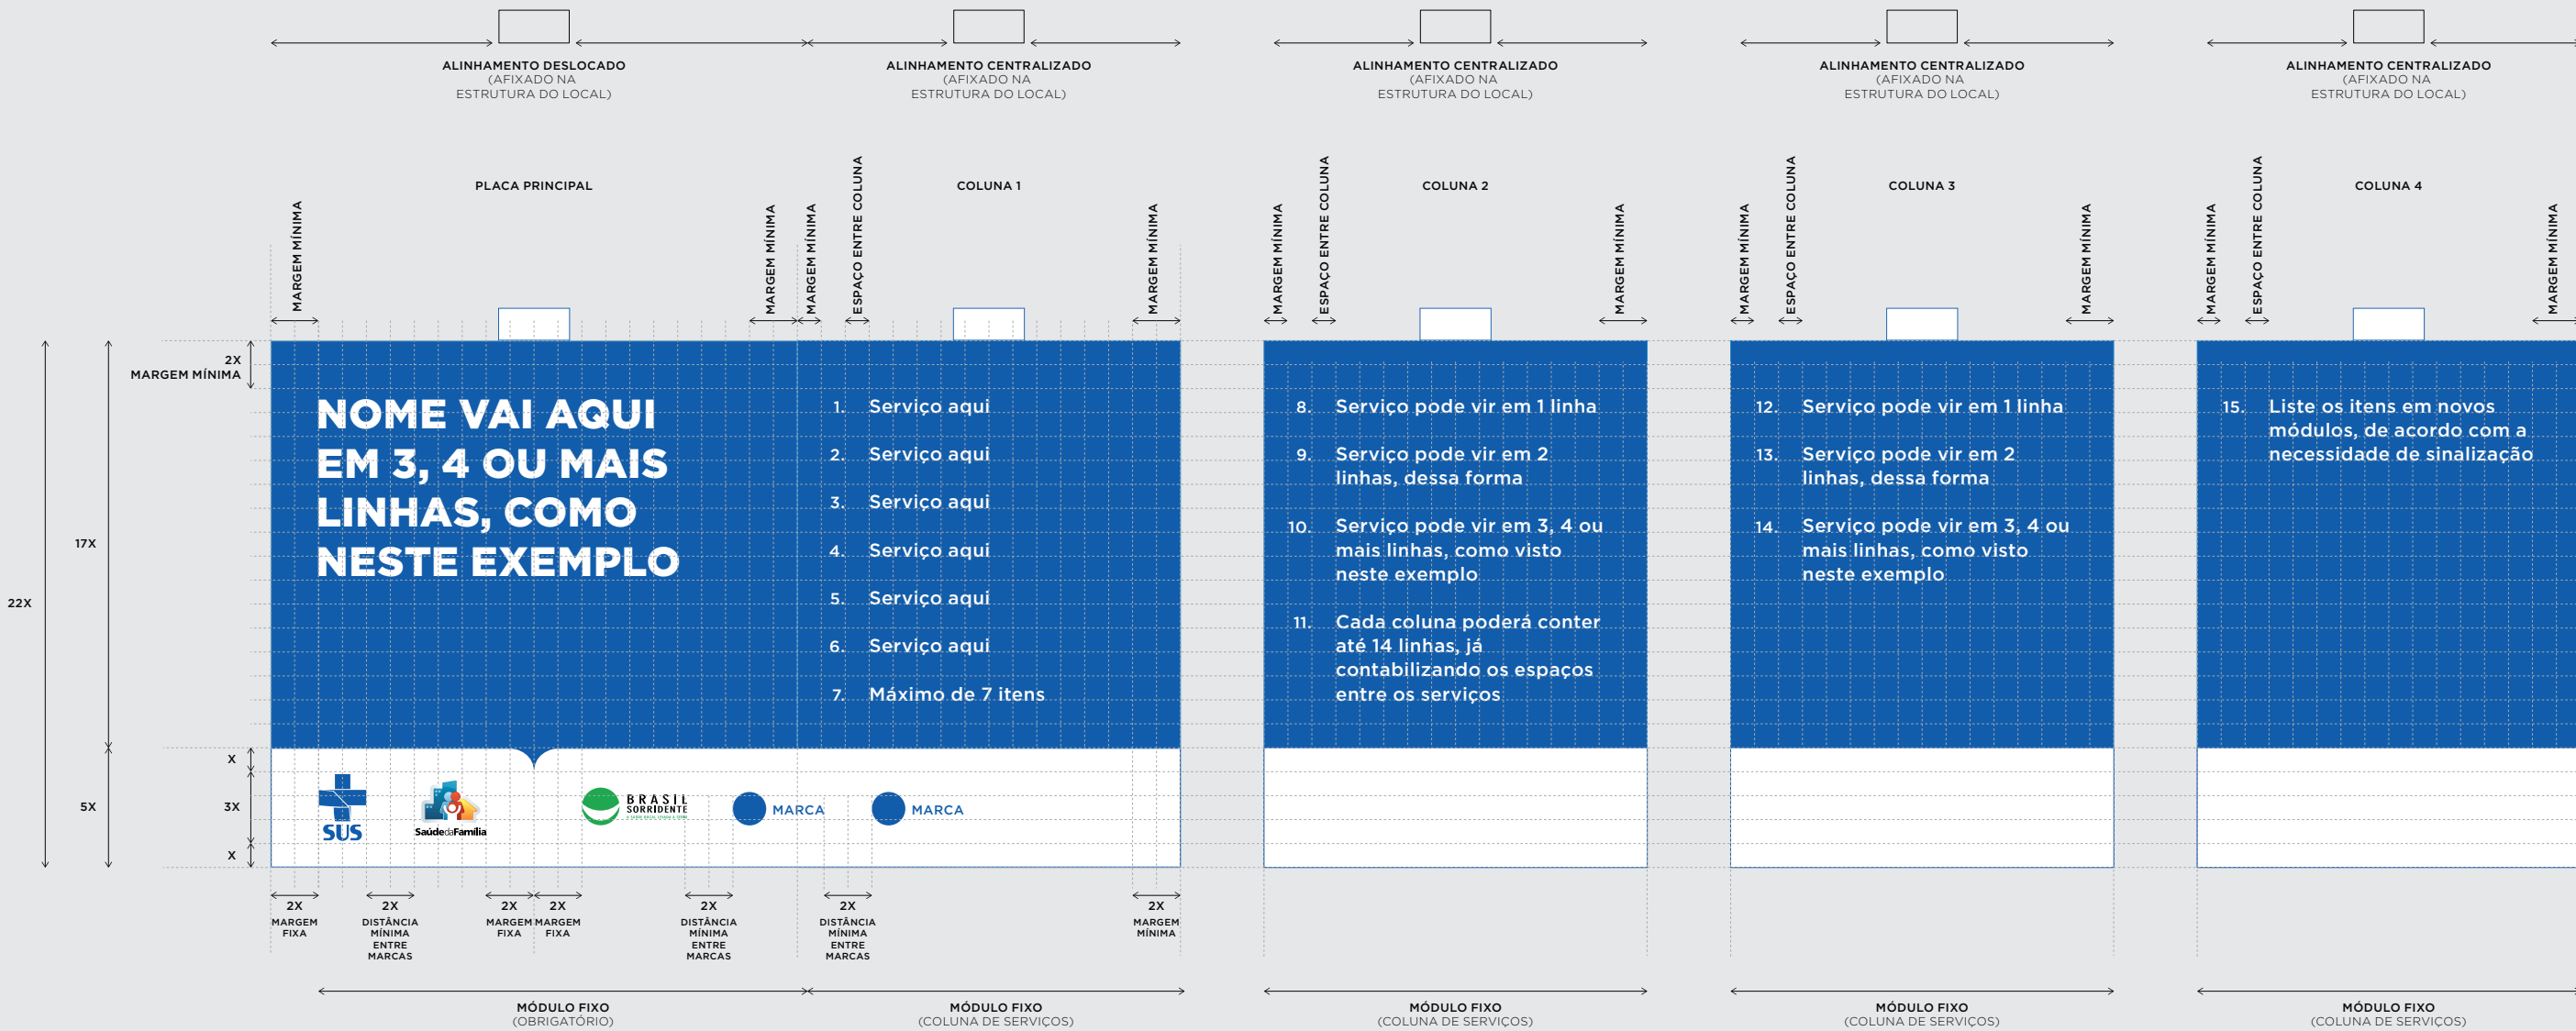 ALINHAMENTO DESLOCADO
(AFIXADO NA
ESTRUTURA DO LOCAL)
ALINHAMENTO CENTRALIZADO
(AFIXADO NA
ESTRUTURA DO LOCAL)
ALINHAMENTO CENTRALIZADO
(AFIXADO NA
ESTRUTURA DO LOCAL)
ALINHAMENTO CENTRALIZADO
(AFIXADO NA
ESTRUTURA DO LOCAL)
ALINHAMENTO CENTRALIZADO
(AFIXADO NA
ESTRUTURA DO LOCAL)
PLACA PRINCIPAL
COLUNA 1
COLUNA 2
COLUNA 3
COLUNA 4
MARGEM MÍNIMA
MARGEM MÍNIMA
MARGEM MÍNIMA
ESPAÇO ENTRE COLUNA
MARGEM MÍNIMA
MARGEM MÍNIMA
ESPAÇO ENTRE COLUNA
MARGEM MÍNIMA
MARGEM MÍNIMA
ESPAÇO ENTRE COLUNA
MARGEM MÍNIMA
MARGEM MÍNIMA
ESPAÇO ENTRE COLUNA
MARGEM MÍNIMA
2X
MARGEM MÍNIMA
22X
17X
5X
X
3X
X
NOME VAI AQUI
EM 3, 4 OU MAIS
LINHAS, COMO
NESTE EXEMPLO
1. Serviço aqui
2. Serviço aqui
3. Serviço aqui
4. Serviço aqui
5. Serviço aqui
6. Serviço aqui
7. Máximo de 7 itens
8. Serviço pode vir em 1 linha
9. Serviço pode vir em 2
linhas, dessa forma
10. Serviço pode vir em 3, 4 ou
mais linhas, como visto
neste exemplo
11. Cada coluna poderá conter
até 14 linhas, já
contabilizando os espaços
entre os serviços
12. Serviço pode vir em 1 linha
13. Serviço pode vir em 2
linhas, dessa forma
14. Serviço pode vir em 3, 4 ou
mais linhas, como visto
neste exemplo
15. Liste os itens em novos
módulos, de acordo com a
necessidade de sinalização
SUS
SaúdedaFamília
BRASIL
SORRIDENTE
MARCA
MARCA
2X
MARGEM
FIXA
2X
DISTÂNCIA
MÍNIMA
ENTRE
MARCAS
2X
MARGEM
FIXA
2X
MARGEM
FIXA
2X
DISTÂNCIA
MÍNIMA
ENTRE
MARCAS
2X
DISTÂNCIA
MÍNIMA
ENTRE
MARCAS
2X
MARGEM
MÍNIMA
MÓDULO FIXO
(OBRIGATÓRIO)
MÓDULO FIXO
(COLUNA DE SERVIÇOS)
MÓDULO FIXO
(COLUNA DE SERVIÇOS)
MÓDULO FIXO
(COLUNA DE SERVIÇOS)
MÓDULO FIXO
(COLUNA DE SERVIÇOS)